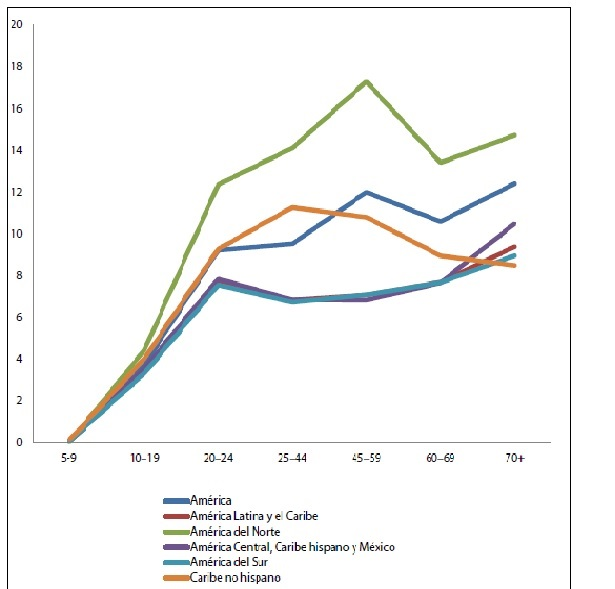 20
18
16
14
12
10
8
6
4
2
0
5-9 10–19 20–24 25–44 45–59 60–69 70+
América
América Latina y el Caribe
América del Norte
América Central, Caribe hispano y México
América del Sur
Caribe no hispano